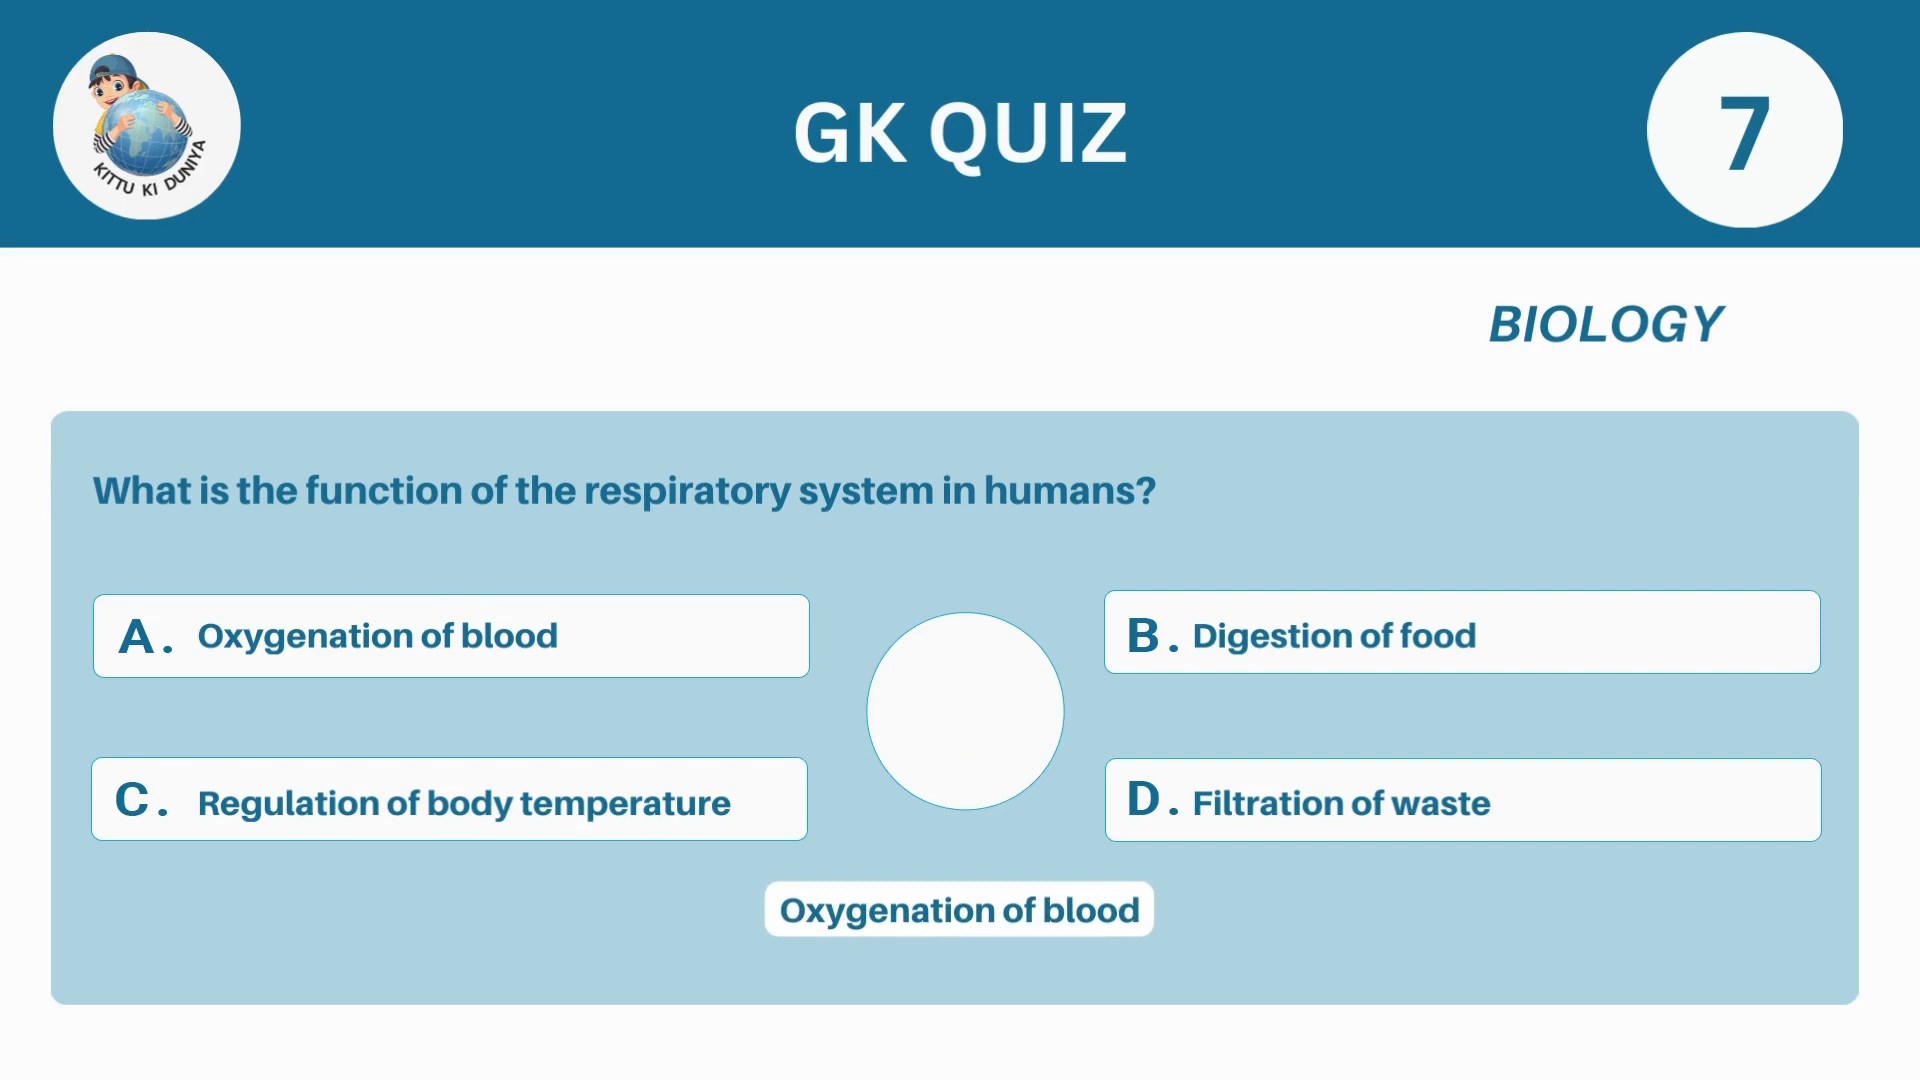 KITTU KI DUNIYA
GK QUIZ
7
BIOLOGY
What is the function of the respiratory system in humans?
A. Oxygenation of blood
B. Digestion of food
C. Regulation of body temperature
D. Filtration of waste
Oxygenation of blood